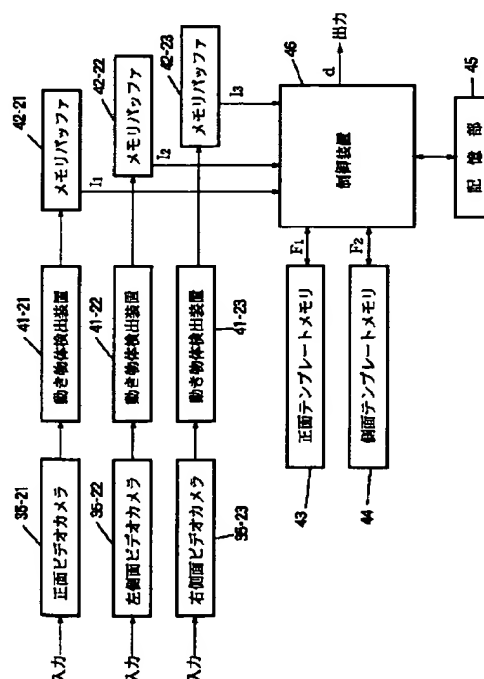 入力
35-21
正面ビデオカメラ
41-21
動き物体検出装置
42-21
メモリバッファ
I1
入力
35-22
左側面ビデオカメラ
41-22
動き物体検出装置
42-22
メモリバッファ
I2
入力
35-23
右側面ビデオカメラ
41-23
動き物体検出装置
42-23
メモリバッファ
I3
46
制御装置
d
出力
43
正面テンプレートメモリ
F1
44
側面テンプレートメモリ
F2
45
記憶部